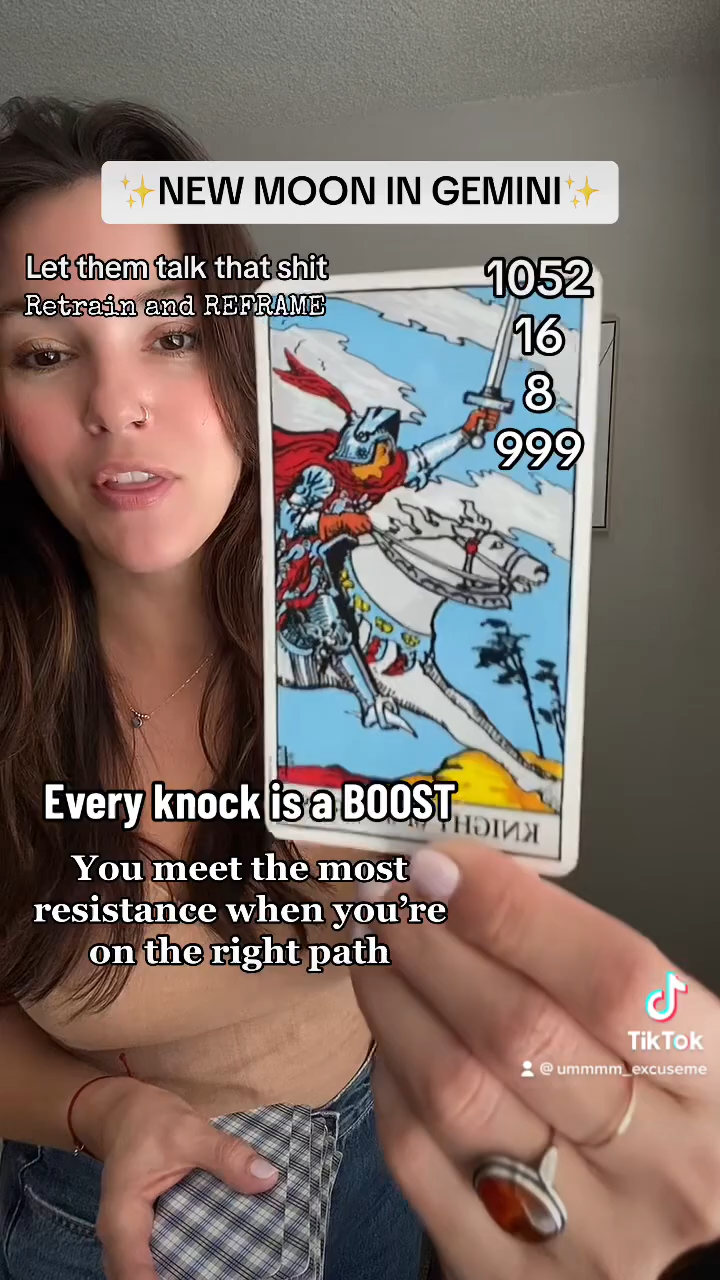 ✨NEW MOON IN GEMINI✨
Let them talk that shit
Retrain and REFRAME
1052
16
8
999
Every knock is a BOOST
KNIGHT
You meet the most
resistance when you’re
on the right path
TikTok
@ummmm_excuseme